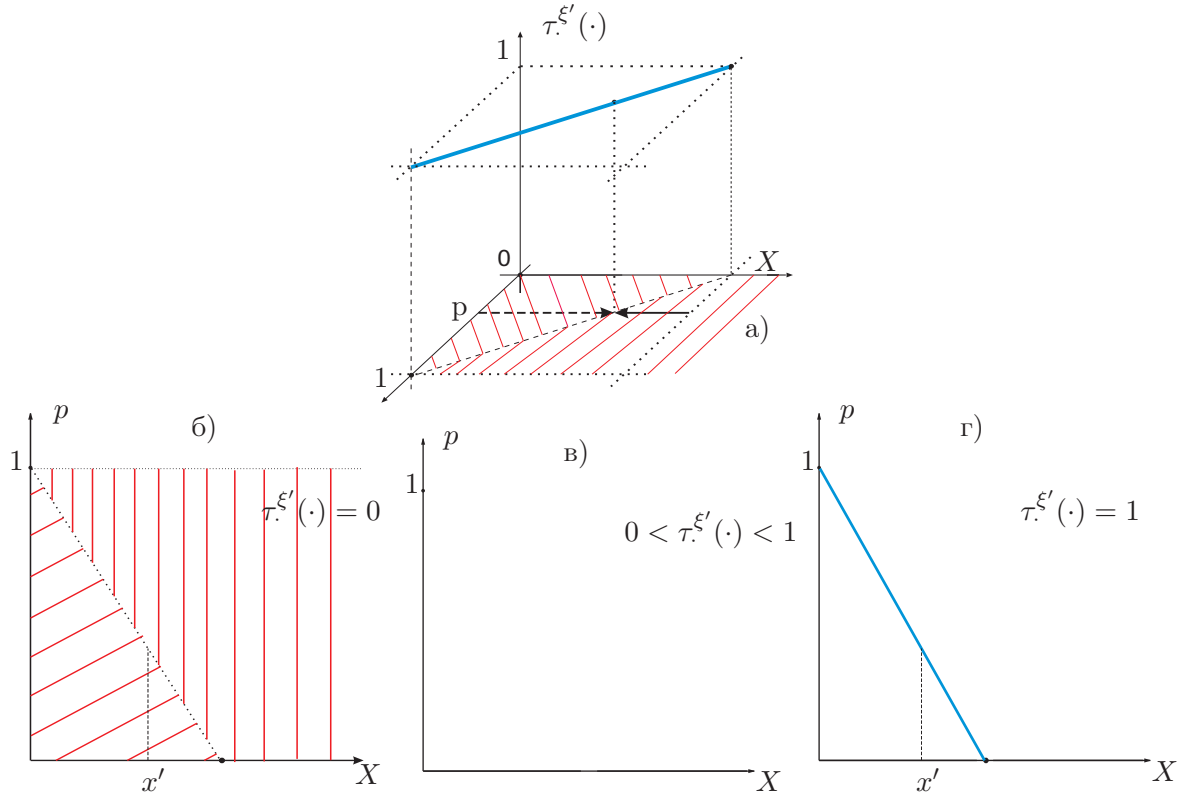 τ.^ξ′(·)
1
0
X
p
а)
1
p
б)
1
τ.^ξ′(·) = 0
x′
X
p
в)
1
0 < τ.^ξ′(·) < 1
X
p
г)
1
τ.^ξ′(·) = 1
x′
X